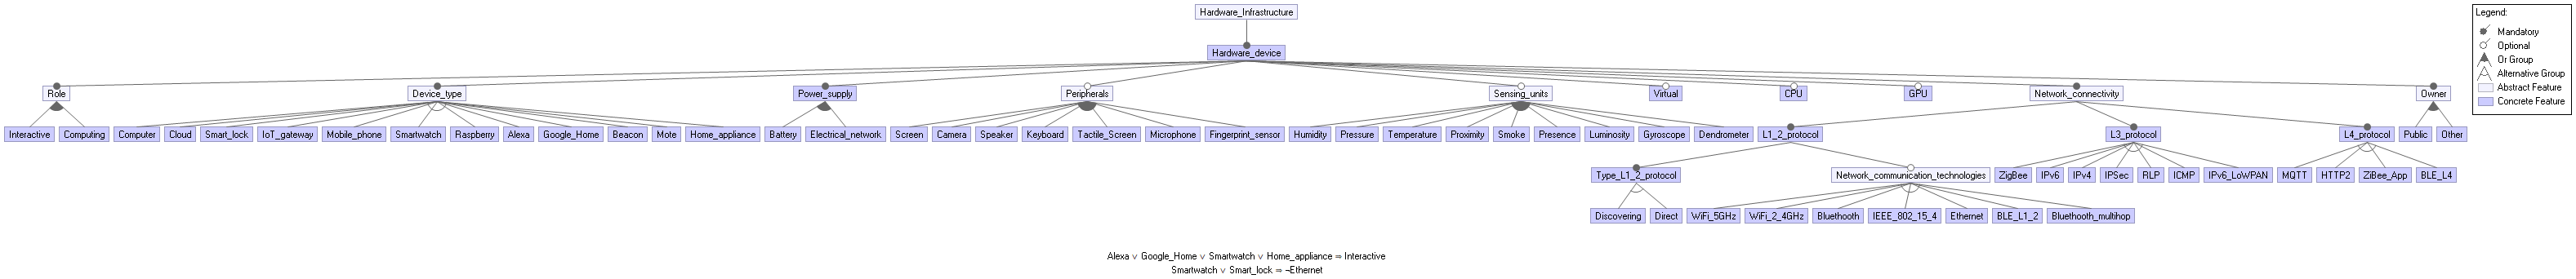 Hardware_Infrastructure
Legend:
Mandatory
Optional
Or Group
Alternative Group
Abstract Feature
Concrete Feature
Hardware_device
Role Device_type Power_supply Peripherals Sensing_units Virtual CPU GPU Network_connectivity Owner
Interactive Computing Computer Cloud Smart_lock IoT_gateway Mobile_phone Smartwatch Raspberry Alexa Google_Home Beacon Mote Home_appliance Battery Electrical_network Screen Camera Speaker Keyboard Tactile_Screen Microphone Fingerprint_sensor Humidity Pressure Temperature Proximity Smoke Presence Luminosity Gyroscope Dendrometer L1_2_protocol L3_protocol L4_protocol Public Other
Type_L1_2_protocol Network_communication_technologies ZigBee IPv6 IPv4 IPSec RLP ICMP IPv6_LoWPAN MQTT HTTP2 ZiBee_App BLE_L4
Discovering Direct WiFi_5GHz WiFi_2_4GHz Bluethooth IEEE_802_15_4 Ethernet BLE_L1_2 Bluethooth_multihop
Alexa ∨ Google_Home ∨ Smartwatch ∨ Home_appliance ⇒ Interactive
Smartwatch ∨ Smart_lock ⇒ ¬Ethernet